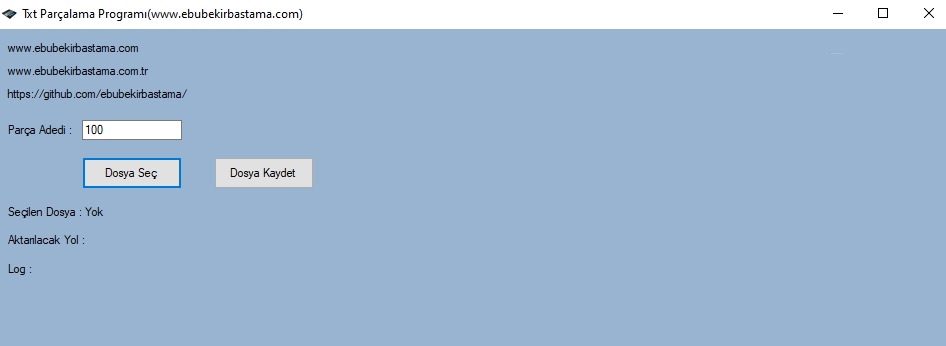 Txt Parçalama Programı(www.ebubekirbastama.com)
www.ebubekirbastama.com
www.ebubekirbastama.com.tr
https://github.com/ebubekirbastama/
Parça Adedi : 100
Dosya Seç Dosya Kaydet
Seçilen Dosya : Yok
Aktarılacak Yol :
Log :